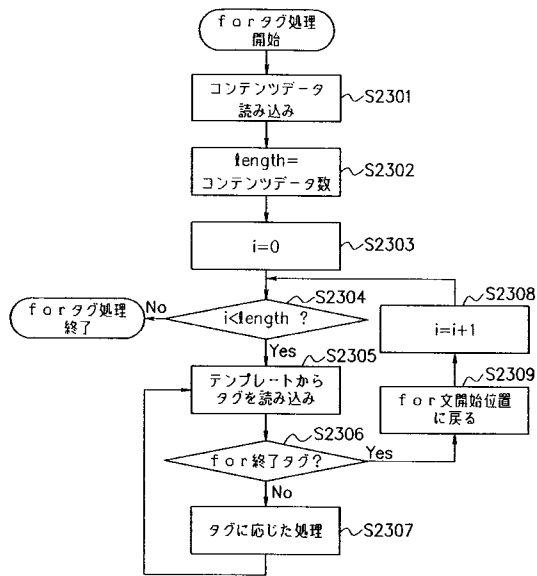 forタグ処理
開始
コンテンツデータ
読み込み
S2301
length=
コンテンツデータ数
S2302
i=0
S2303
i<length ?
S2304
No
forタグ処理
終了
Yes
テンプレートから
タグを読み込み
S2305
for終了タグ?
S2306
Yes
No
タグに応じた処理
S2307
i=i+1
S2308
for文開始位置
に戻る
S2309